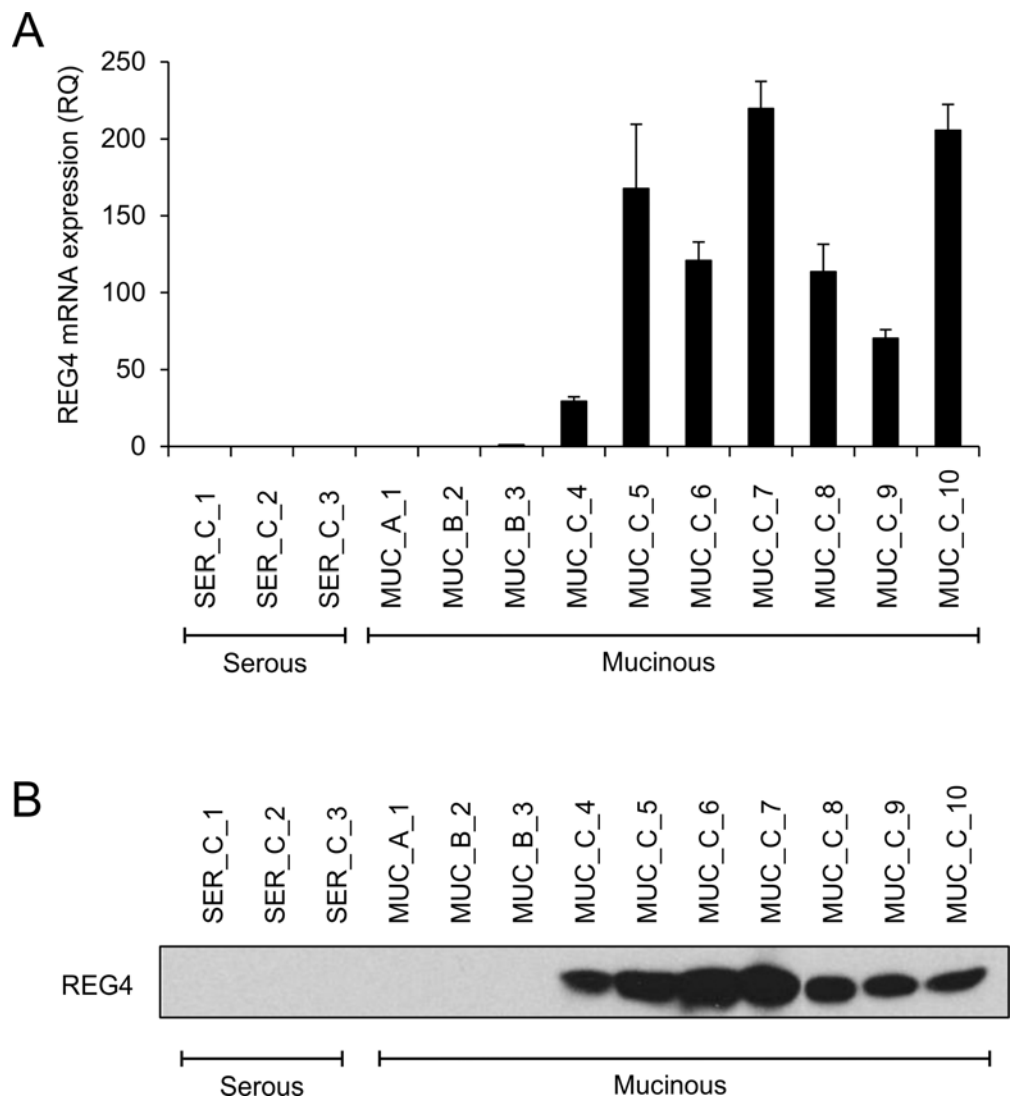 A
REG4 mRNA expression (RQ)
250
200
150
100
50
0
SER_C_1
SER_C_2
SER_C_3
MUC_A_1
MUC_B_2
MUC_B_3
MUC_C_4
MUC_C_5
MUC_C_6
MUC_C_7
MUC_C_8
MUC_C_9
MUC_C_10
Serous
Mucinous
B
SER_C_1
SER_C_2
SER_C_3
MUC_A_1
MUC_B_2
MUC_B_3
MUC_C_4
MUC_C_5
MUC_C_6
MUC_C_7
MUC_C_8
MUC_C_9
MUC_C_10
REG4
Serous
Mucinous